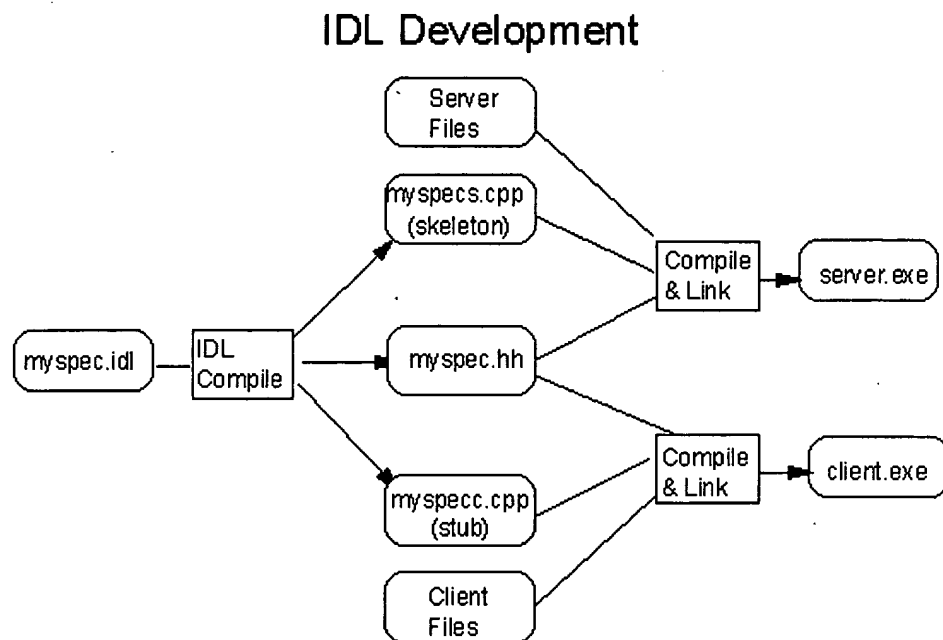 IDL Development
Server
Files
myspecs.cpp
(skeleton)
Compile
& Link
server.exe
myspec.idl
IDL
Compile
myspec.hh
Compile
& Link
client.exe
myspecc.cpp
(stub)
Client
Files